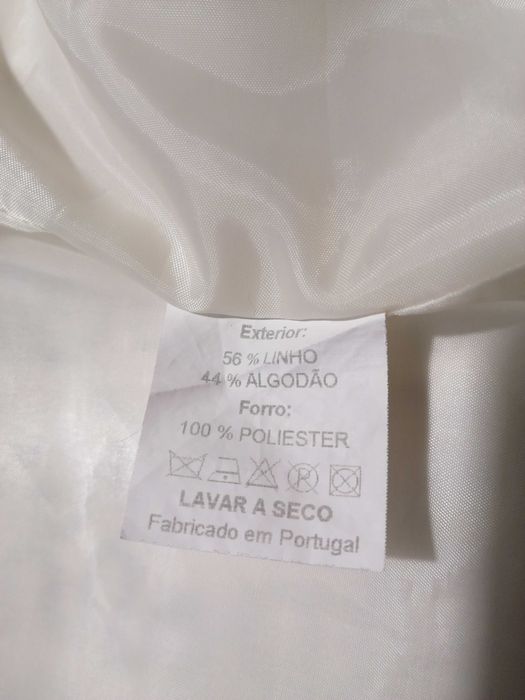 Exterior:
56 % LINHO
44 % ALGODÃO
Forro:
100 % POLIESTER
P
LAVAR A SECO
Fabricado em Portugal